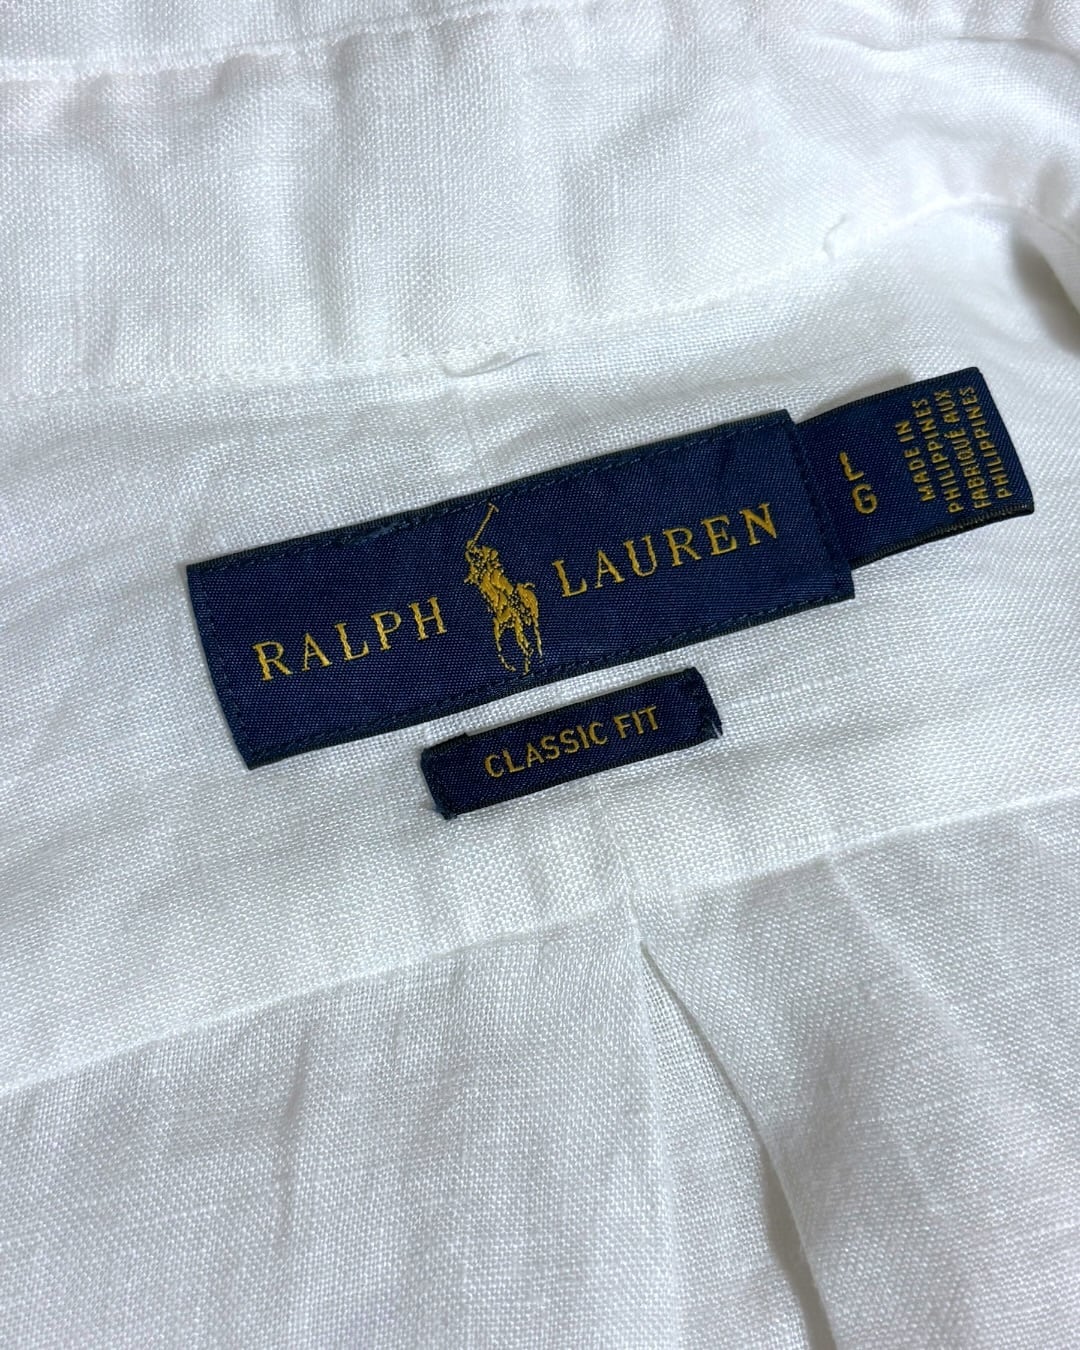 RALPH LAUREN
L
G
MADE IN
PHILIPPINES
FABRIQUÉ AUX
PHILIPPINES
CLASSIC FIT